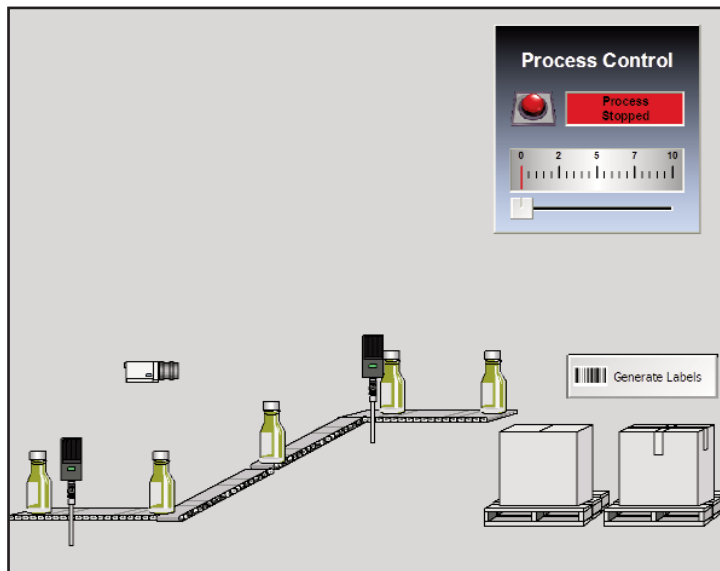 Process Control
Process
Stopped
0 2 5 7 10
Generate Labels